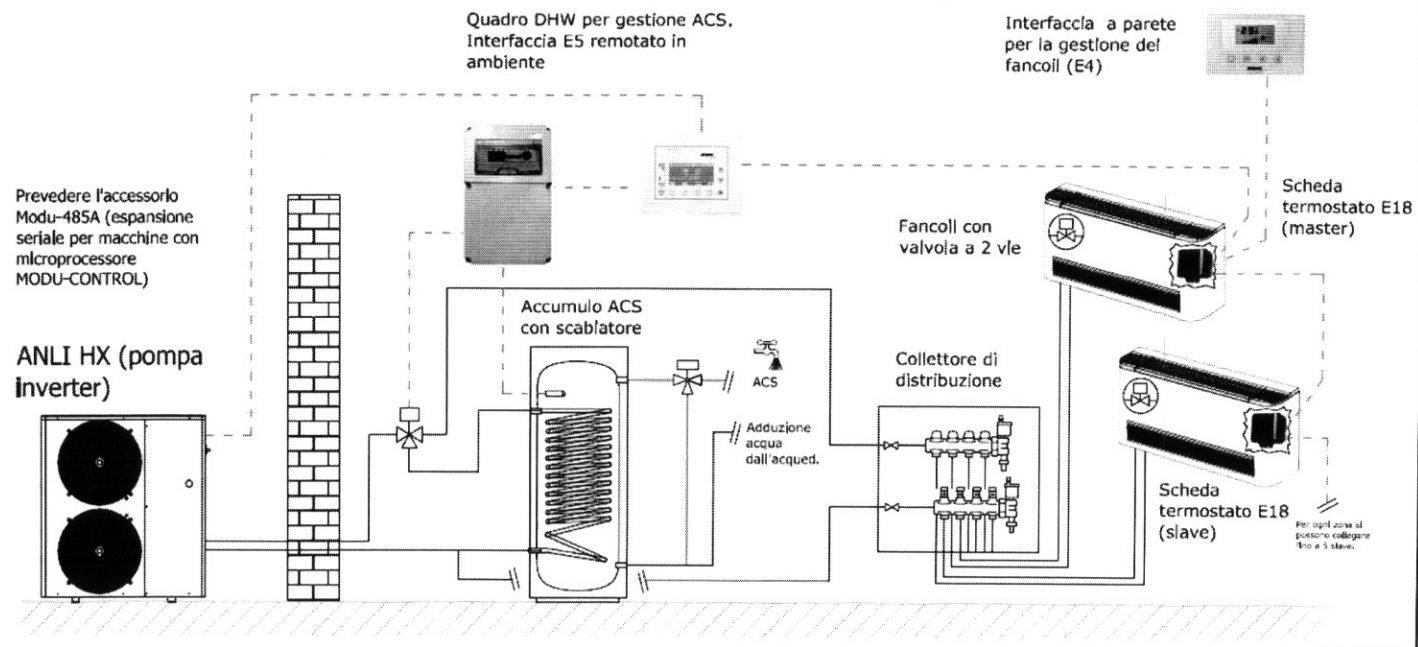 Quadro DHW per gestione ACS.
Interfaccia E5 remotato in
ambiente
Interfaccia a parete
per la gestione dei
fancoil (E4)
Prevedere l'accessorio
Modu-485A (espansione
seriale per macchine con
microprocessore
MODU-CONTROL)
ANLI HX (pompa
inverter)
Accumulo ACS
con scabiatore
ACS
Adduzione
acqua
dall'acqued.
Fancoil con
valvola a 2 vie
Collettore di
distribuzione
Scheda
termostato E18
(master)
Scheda
termostato E18
(slave)
Per ogni zona si
possono collegare
fino a 5 slave.